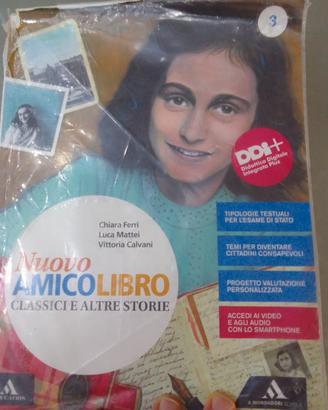 3
DDI+
Didattica Digitale
Integrata Plus
Chiara Ferri
Luca Mattei
Vittoria Calvani
Nuovo
AMICOLIBRO
CLASSICI E ALTRE STORIE
TIPOLOGIE TESTUALI
PER L'ESAME DI STATO
TEMI PER DIVENTARE
CITTADINI CONSAPEVOLI
PROGETTO VALUTAZIONE
PERSONALIZZATA
ACCEDI AI VIDEO
E AGLI AUDIO
CON LO SMARTPHONE
A MONDADORI SCUOLA